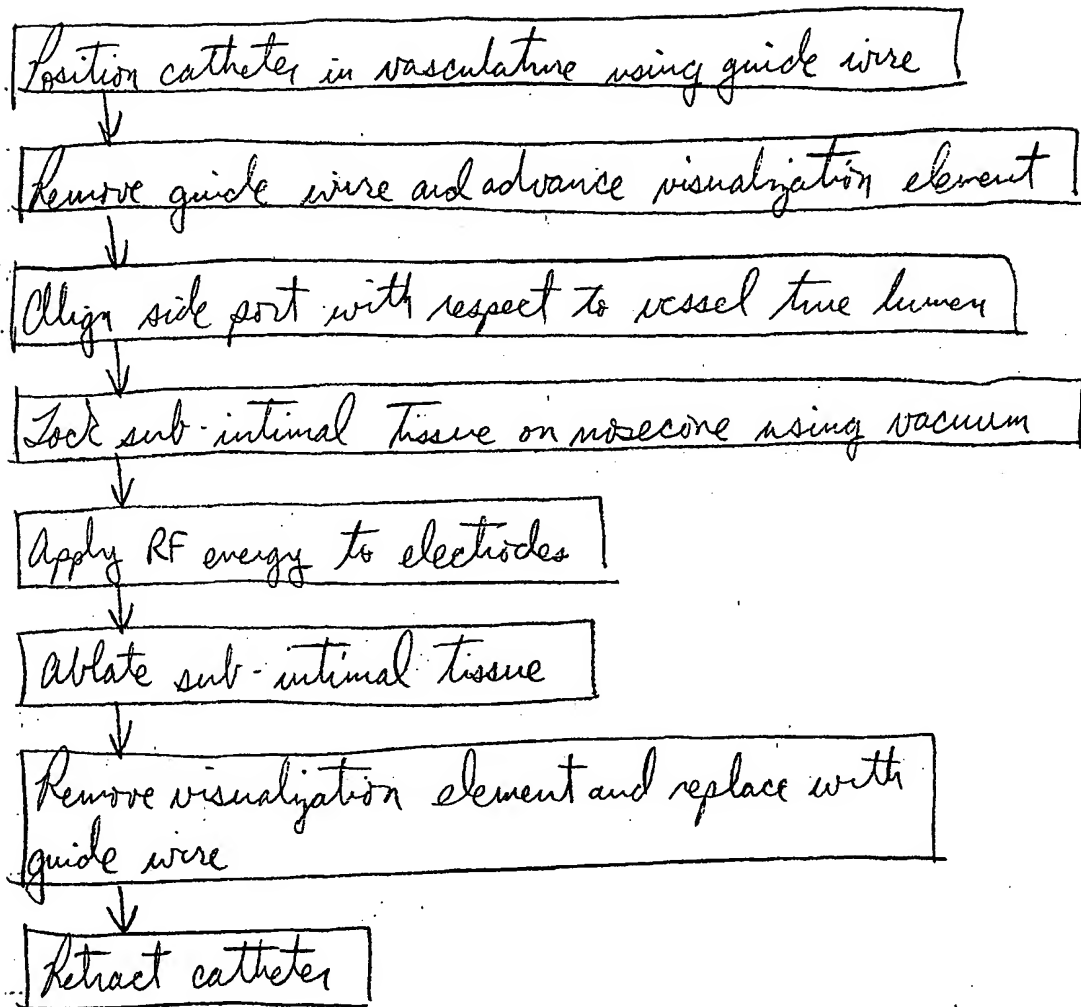 Position catheter in vasculature using guide wire
Remove guide wire and advance visualization element
Align side port with respect to vessel true lumen
Lock sub-intimal tissue on nosecone using vacuum
Apply RF energy to electrodes
Ablate sub-intimal tissue
Remove visualization element and replace with
guide wire
Retract catheter